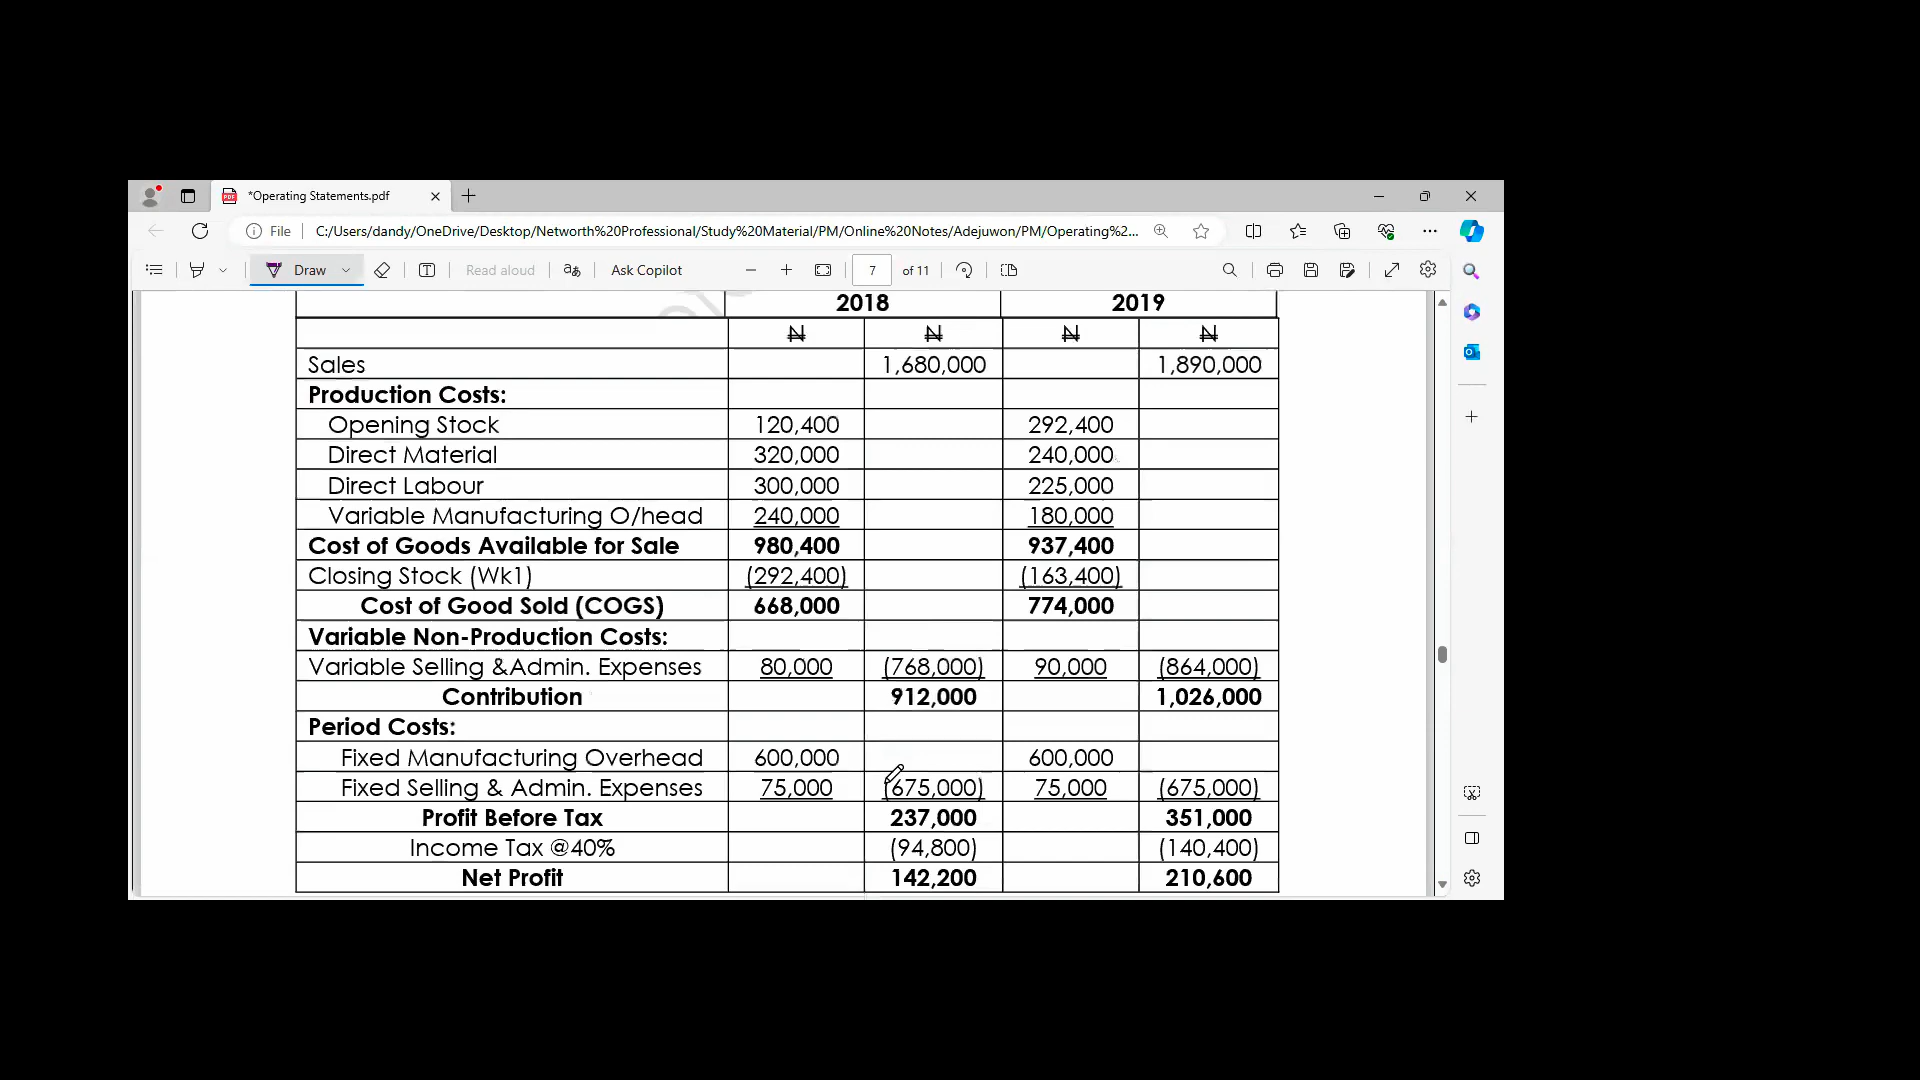 *Operating Statements.pdf
File C:/Users/dandy/OneDrive/Desktop/Networth%20Professional/Study%20Material/PM/Online%20Notes/Adejuwon/PM/Operating%2...
Draw Read aloud Ask Copilot 7 of 11
2018 2019
₦ ₦ ₦ ₦
Sales 1,680,000 1,890,000
Production Costs:
Opening Stock 120,400 292,400
Direct Material 320,000 240,000
Direct Labour 300,000 225,000
Variable Manufacturing O/head 240,000 180,000
Cost of Goods Available for Sale 980,400 937,400
Closing Stock (Wk1) (292,400) (163,400)
Cost of Good Sold (COGS) 668,000 774,000
Variable Non-Production Costs:
Variable Selling &Admin. Expenses 80,000 (768,000) 90,000 (864,000)
Contribution 912,000 1,026,000
Period Costs:
Fixed Manufacturing Overhead 600,000 600,000
Fixed Selling & Admin. Expenses 75,000 (675,000) 75,000 (675,000)
Profit Before Tax 237,000 351,000
Income Tax @40% (94,800) (140,400)
Net Profit 142,200 210,600